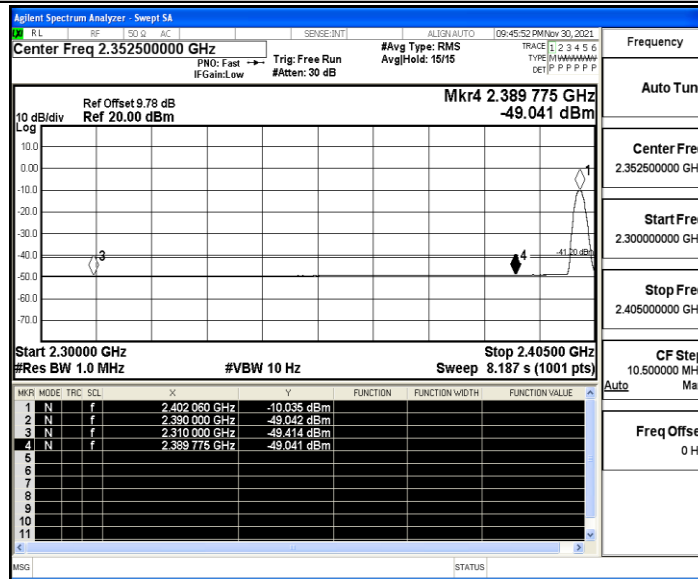 Agilent Spectrum Analyzer - Swept SA
RL RF 50 Ω AC SENSE:INT ALIGN AUTO 09:45:52 PM Nov 30, 2021
Center Freq 2.352500000 GHz
PNO: Fast
IFGain:Low
Trig: Free Run
#Atten: 30 dB
#Avg Type: RMS
Avg|Hold: 15/15
TRACE 1 2 3 4 5 6
TYPE M
DET P P P P P P
Mkr4 2.389 775 GHz
-49.041 dBm
Ref Offset 9.78 dB
10 dB/div Ref 20.00 dBm
Log
10.0
0.00
-10.0
-20.0
-30.0
-40.0
-50.0
-60.0
-70.0
1
3
4
-41.20 dBm
Start 2.30000 GHz Stop 2.40500 GHz
#Res BW 1.0 MHz #VBW 10 Hz Sweep 8.187 s (1001 pts)
MKR MODE TRC SCL X Y FUNCTION FUNCTION WIDTH FUNCTION VALUE
1 N f 2.402 060 GHz -10.035 dBm
2 N f 2.390 000 GHz -49.042 dBm
3 N f 2.310 000 GHz -49.414 dBm
4 N f 2.389 775 GHz -49.041 dBm
5
6
7
8
9
10
11
MSG STATUS
Frequency
Auto Tun
Center Fre
2.352500000 GH
Start Fre
2.300000000 GH
Stop Fre
2.405000000 GH
CF Step
10.500000 MH
Auto Ma
Freq Offse
0 H